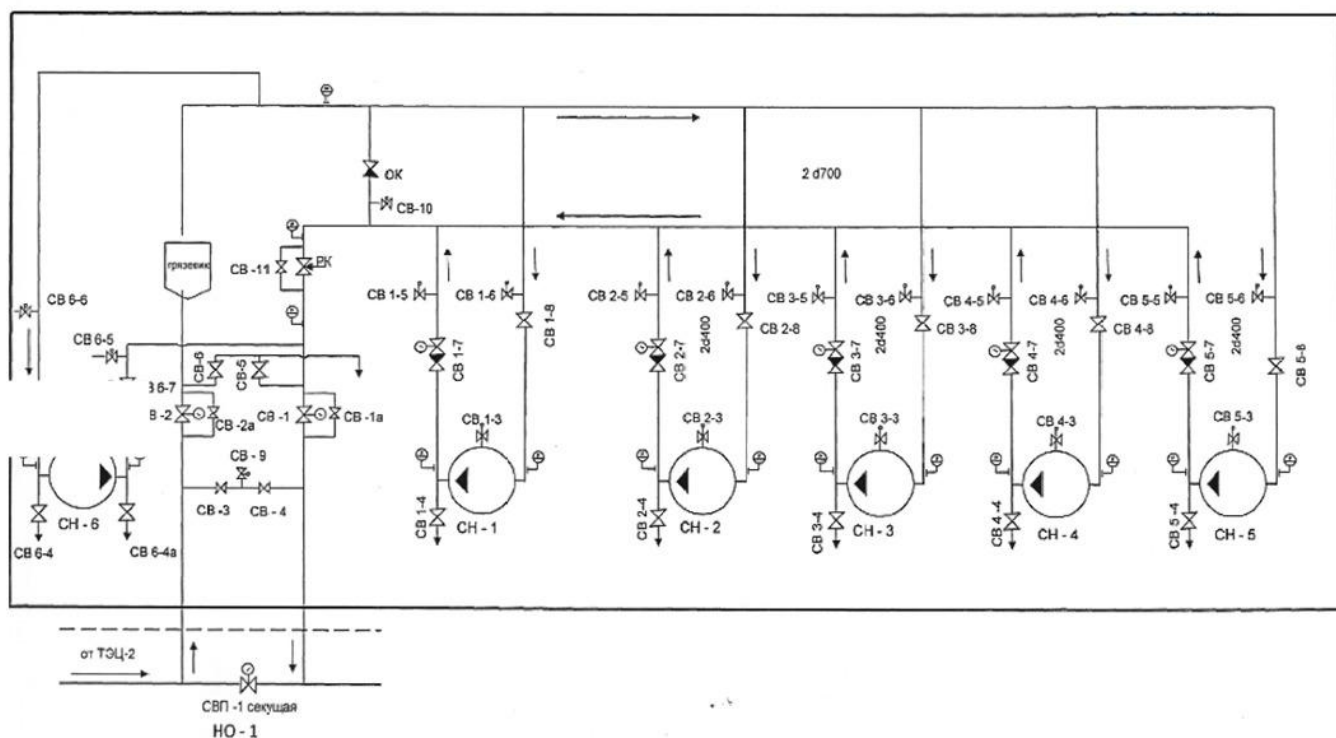 ОК
2 d700
СВ-10
грязевик
СВ -11
РК
СВ 6-6
СВ 1-5
СВ 1-6
СВ 2-5
СВ 2-6
СВ 3-5
СВ 3-6
СВ 4-5
СВ 4-6
СВ 5-5
СВ 5-6
СВ 6-5
СВ 1-7
СВ 1-8
СВ 2-7
2d400
СВ 2-8
СВ 3-7
2d400
СВ 3-8
СВ 4-7
2d400
СВ 4-8
СВ 5-7
2d400
СВ 5-8
СВ-6
СВ-5
6-7
-2
СВ -2а
СВ -1
СВ -1а
СВ 1-3
СВ 2-3
СВ 3-3
СВ 4-3
СВ 5-3
СВ - 9
СВ -3
СВ - 4
СВ 1-4
СВ 2-4
СВ 3-4
СВ 4-4
СВ 5-4
СН - 6
СН - 1
СН - 2
СН - 3
СН - 4
СН - 5
СВ 6-4
СВ 6-4а
от ТЭЦ-2
СВП -1 секущая
НО - 1